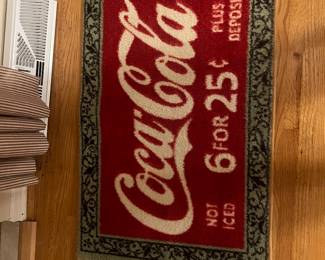 Coca-Cola
NOT ICED
6 FOR 25¢
PLUS DEPOSIT